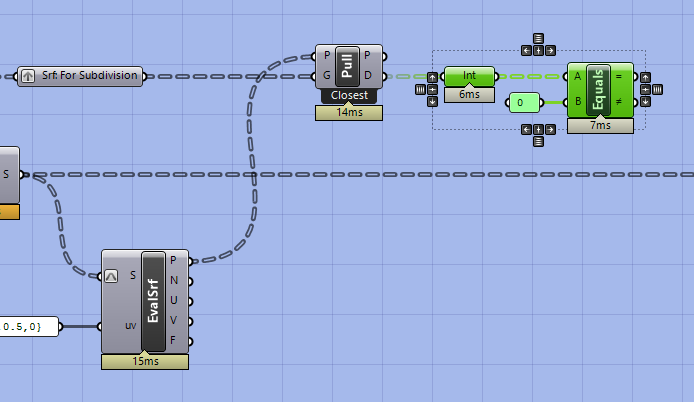 Srf: For Subdivision
P
G
Pull
P
D
Closest
14ms
Int
6ms
0
A
B
Equals
=
≠
7ms
S
S
uv
EvalSrf
P
N
U
V
F
15ms
0.5,0}